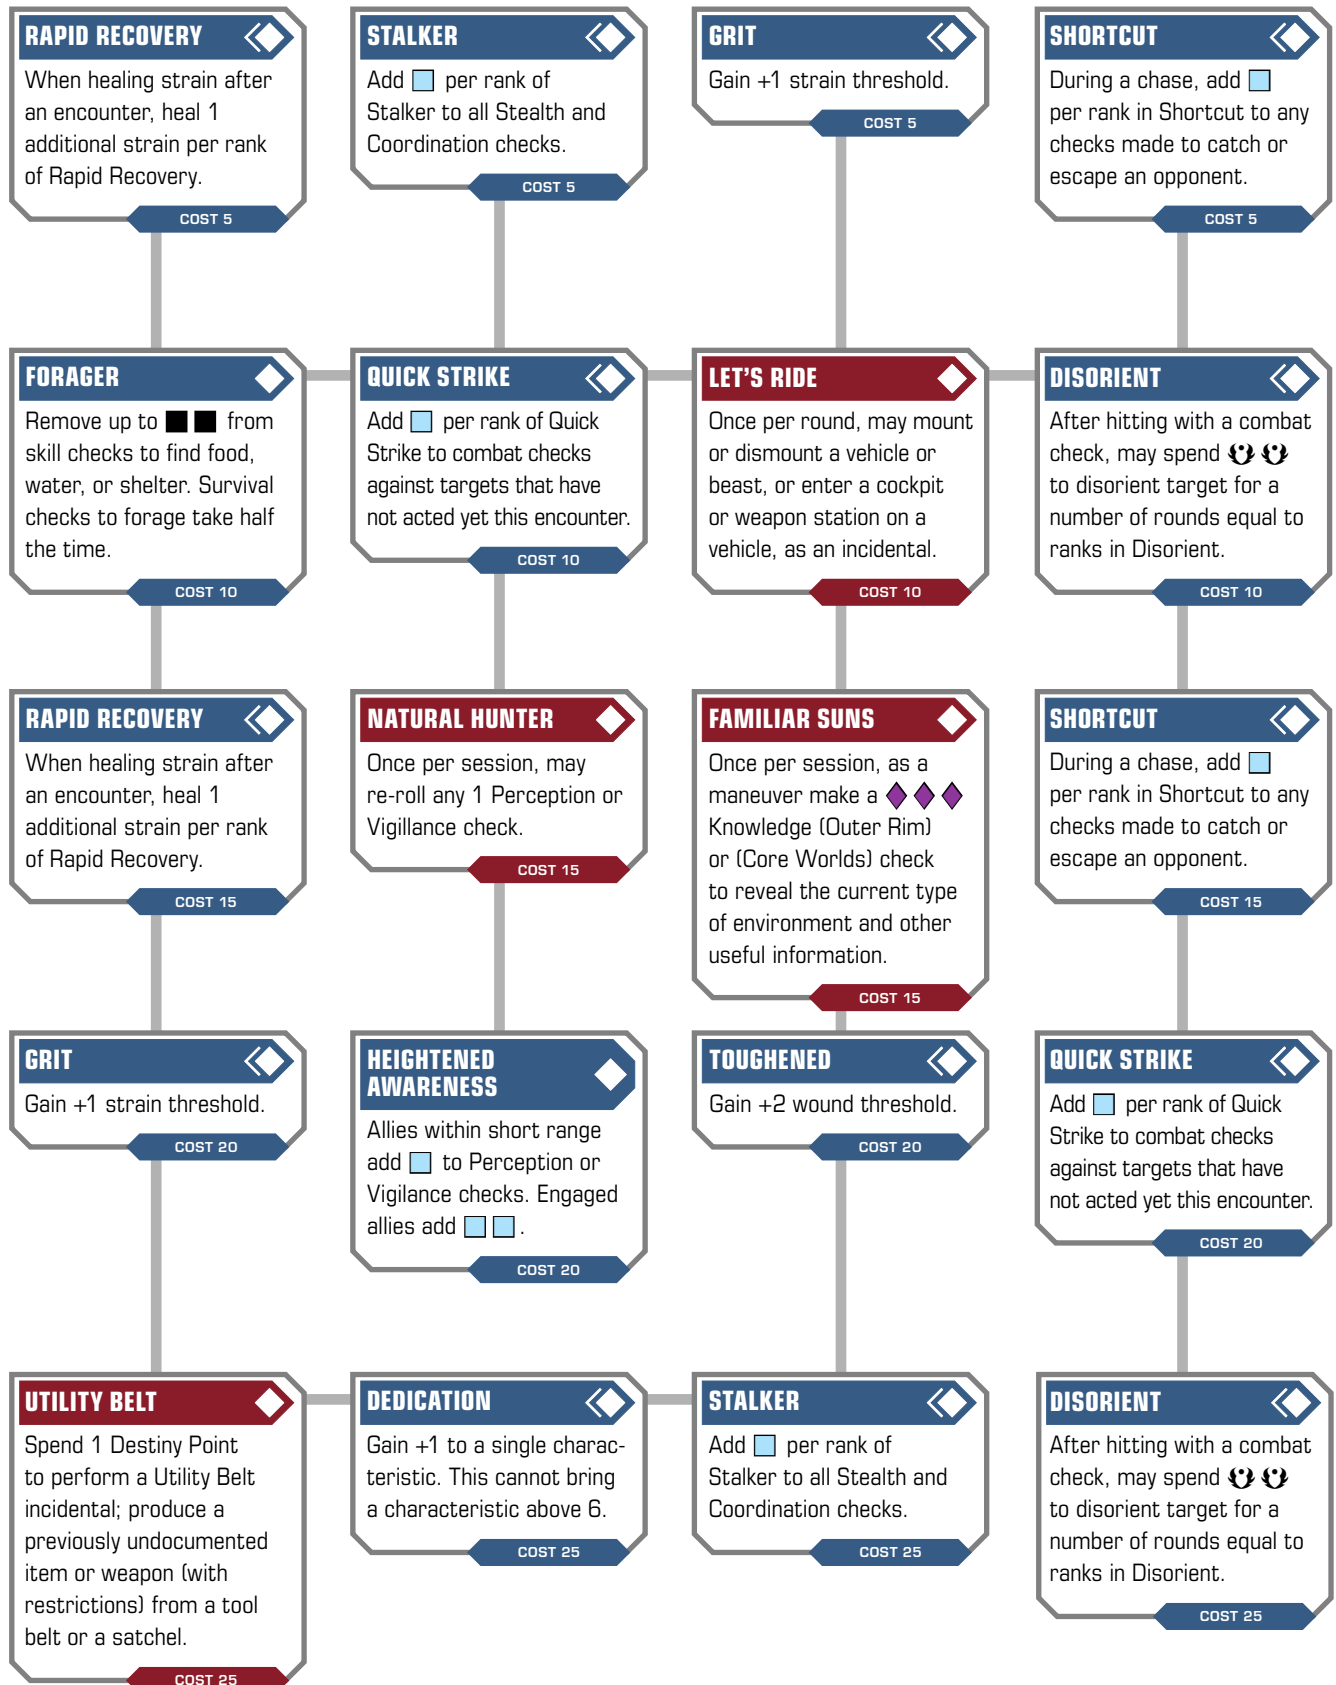 RAPID RECOVERY
When healing strain after
an encounter, heal 1
additional strain per rank
of Rapid Recovery.
COST 5
STALKER
Add per rank of
Stalker to all Stealth and
Coordination checks.
COST 5
GRIT
Gain +1 strain threshold.
COST 5
SHORTCUT
During a chase, add
per rank in Shortcut to any
checks made to catch or
escape an opponent.
COST 5
FORAGER
Remove up to from
skill checks to find food,
water, or shelter. Survival
checks to forage take half
the time.
COST 10
QUICK STRIKE
Add per rank of Quick
Strike to combat checks
against targets that have
not acted yet this encounter.
COST 10
LET'S RIDE
Once per round, may mount
or dismount a vehicle or
beast, or enter a cockpit
or weapon station on a
vehicle, as an incidental.
COST 10
DISORIENT
After hitting with a combat
check, may spend
to disorient target for a
number of rounds equal to
ranks in Disorient.
COST 10
RAPID RECOVERY
When healing strain after
an encounter, heal 1
additional strain per rank
of Rapid Recovery.
COST 15
NATURAL HUNTER
Once per session, may
re-roll any 1 Perception or
Vigillance check.
COST 15
FAMILIAR SUNS
Once per session, as a
maneuver make a
Knowledge (Outer Rim)
or (Core Worlds) check
to reveal the current type
of environment and other
useful information.
COST 15
SHORTCUT
During a chase, add
per rank in Shortcut to any
checks made to catch or
escape an opponent.
COST 15
GRIT
Gain +1 strain threshold.
COST 20
HEIGHTENED
AWARENESS
Allies within short range
add to Perception or
Vigilance checks. Engaged
allies add .
COST 20
TOUGHENED
Gain +2 wound threshold.
COST 20
QUICK STRIKE
Add per rank of Quick
Strike to combat checks
against targets that have
not acted yet this encounter.
COST 20
UTILITY BELT
Spend 1 Destiny Point
to perform a Utility Belt
incidental; produce a
previously undocumented
item or weapon (with
restrictions) from a tool
belt or a satchel.
COST 25
DEDICATION
Gain +1 to a single charac-
teristic. This cannot bring
a characteristic above 6.
COST 25
STALKER
Add per rank of
Stalker to all Stealth and
Coordination checks.
COST 25
DISORIENT
After hitting with a combat
check, may spend
to disorient target for a
number of rounds equal to
ranks in Disorient.
COST 25